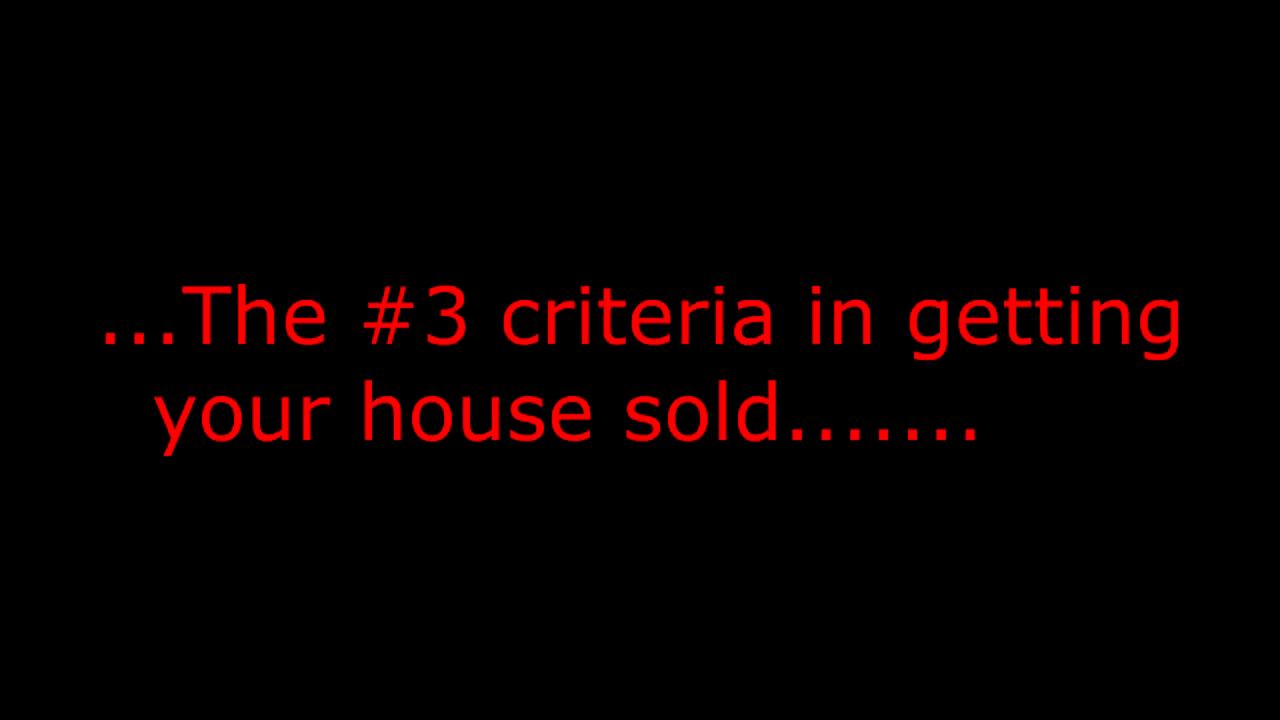 ...The #3 criteria in getting
your house sold.......